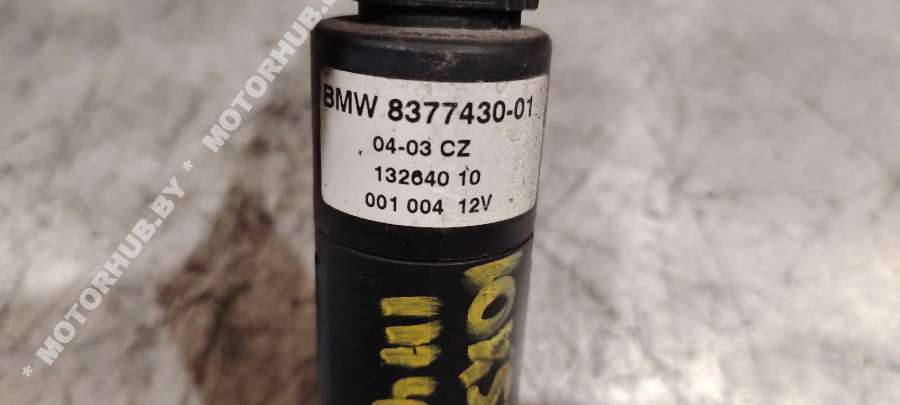 BMW 8377430-01
04-03 CZ
132640 10
001 004 12V
* MOTORHUB.BY * MOTORHUB.BY *